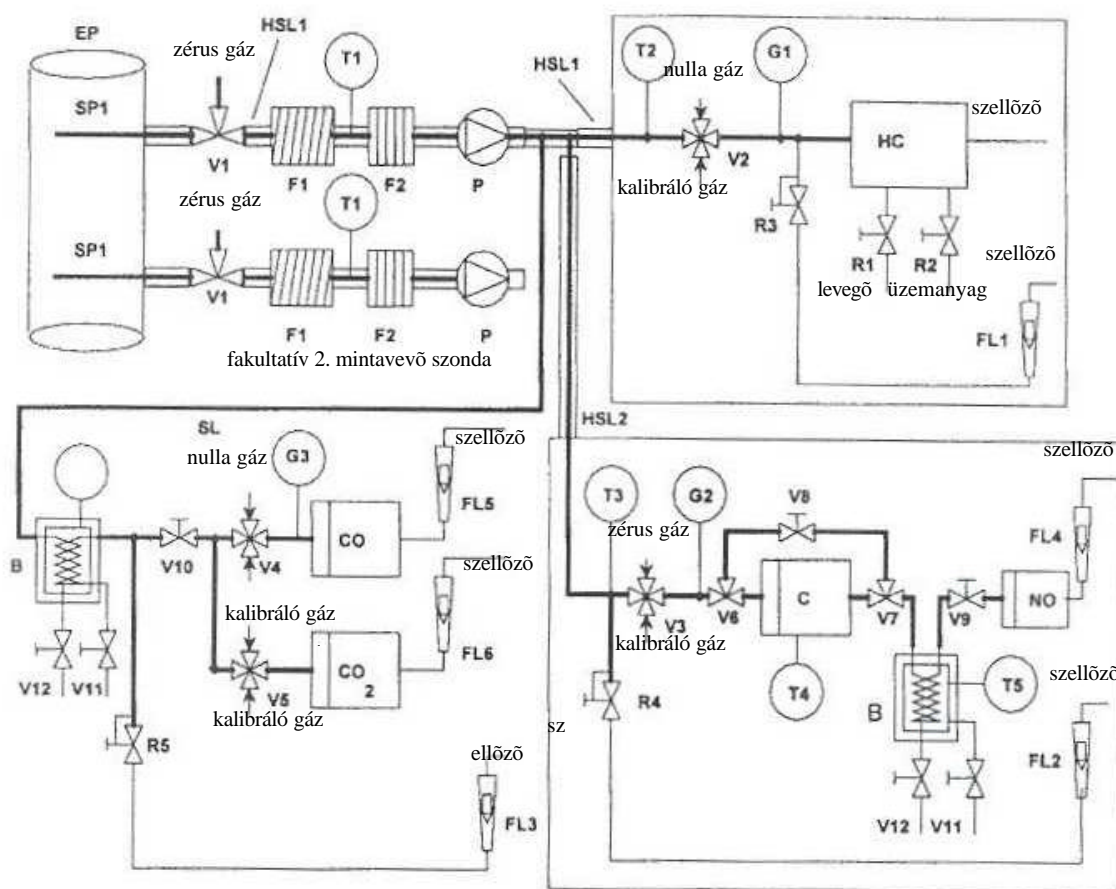 EP
zérus gáz
HSL1
T1
SP1
V1
F1
F2
P
HSL1
T2
nulla gáz
G1
szellõzõ
HC
V2
kalibráló gáz
R3
R1
R2
levegõ
üzemanyag
szellõzõ
FL1
zérus gáz
T1
SP1
V1
F1
F2
P
fakultatív 2. mintavevõ szonda
HSL2
SL
nulla gáz
G3
szellõzõ
FL5
B
V10
V4
CO
szellõzõ
kalibráló gáz
FL6
V5
CO
2
kalibráló gáz
V12
V11
R5
ellõzõ
FL3
szellõzõ
T3
G2
V8
zérus gáz
FL4
V3
V6
C
V7
V9
NO
kalibráló gáz
szellõzõ
T4
T5
R4
B
sz
FL2
V12
V11